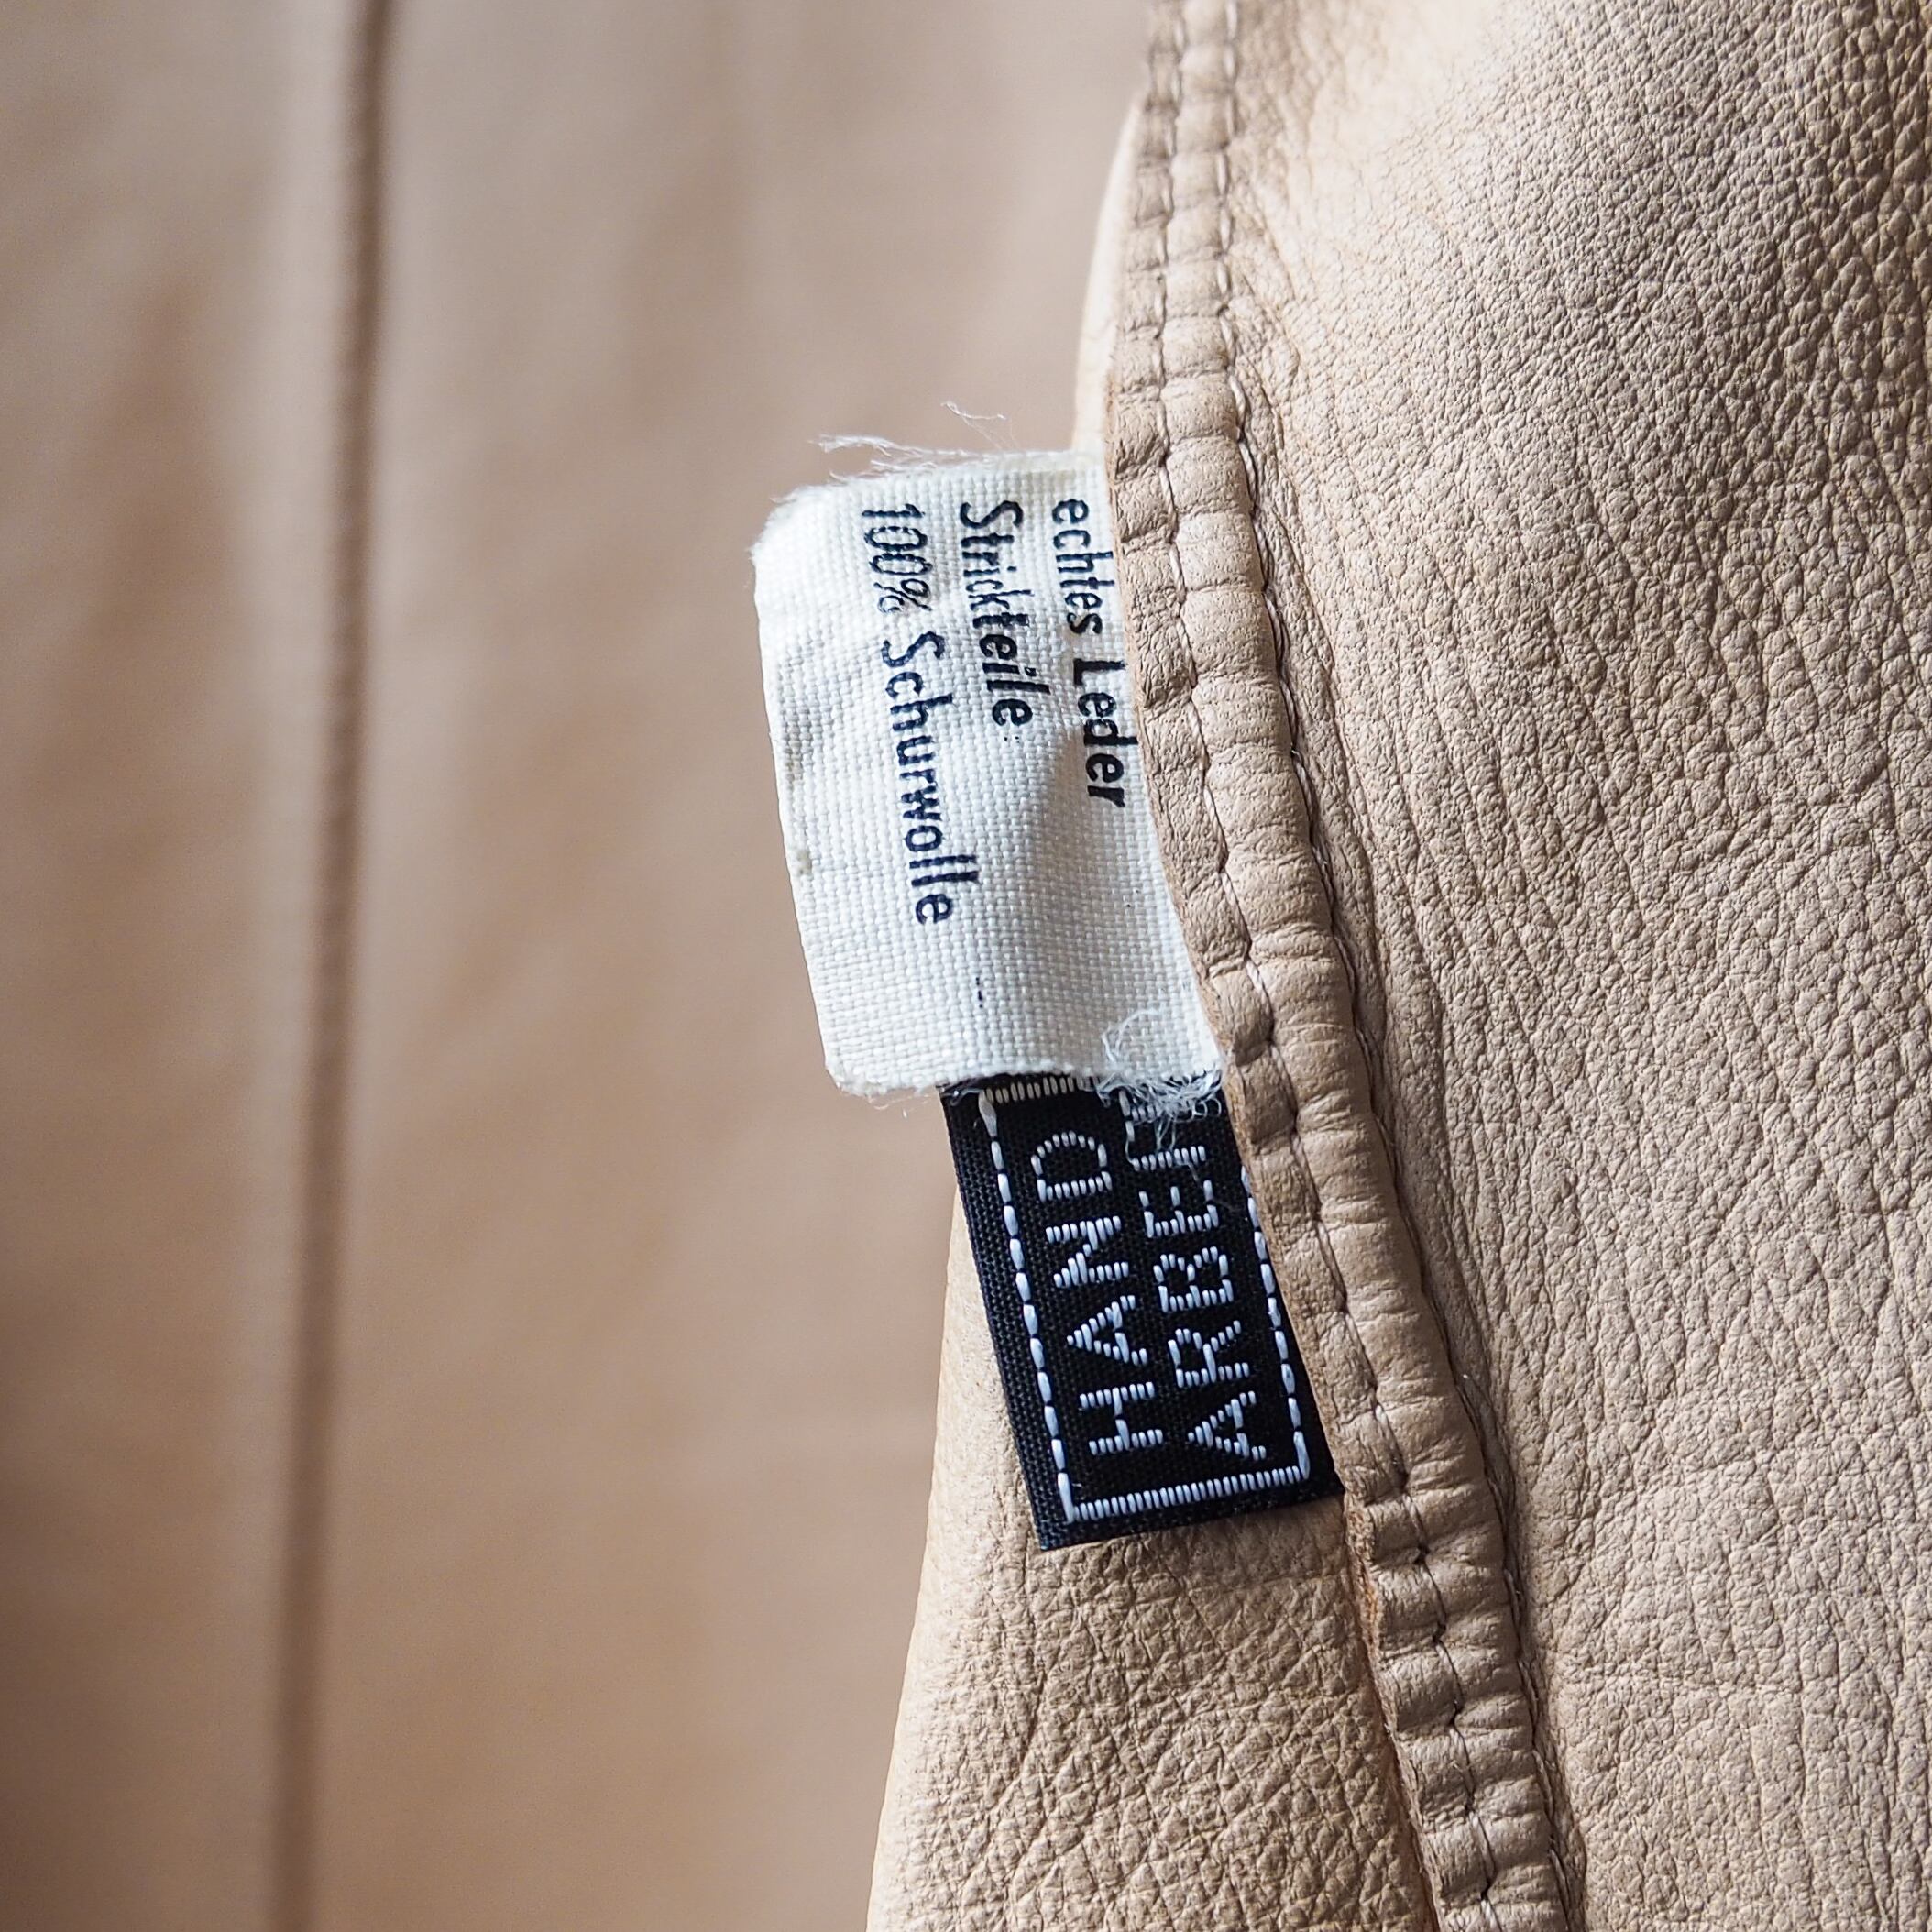 echtes Leder
Strickteile
100% Schurwolle
HAND
ARBEIT